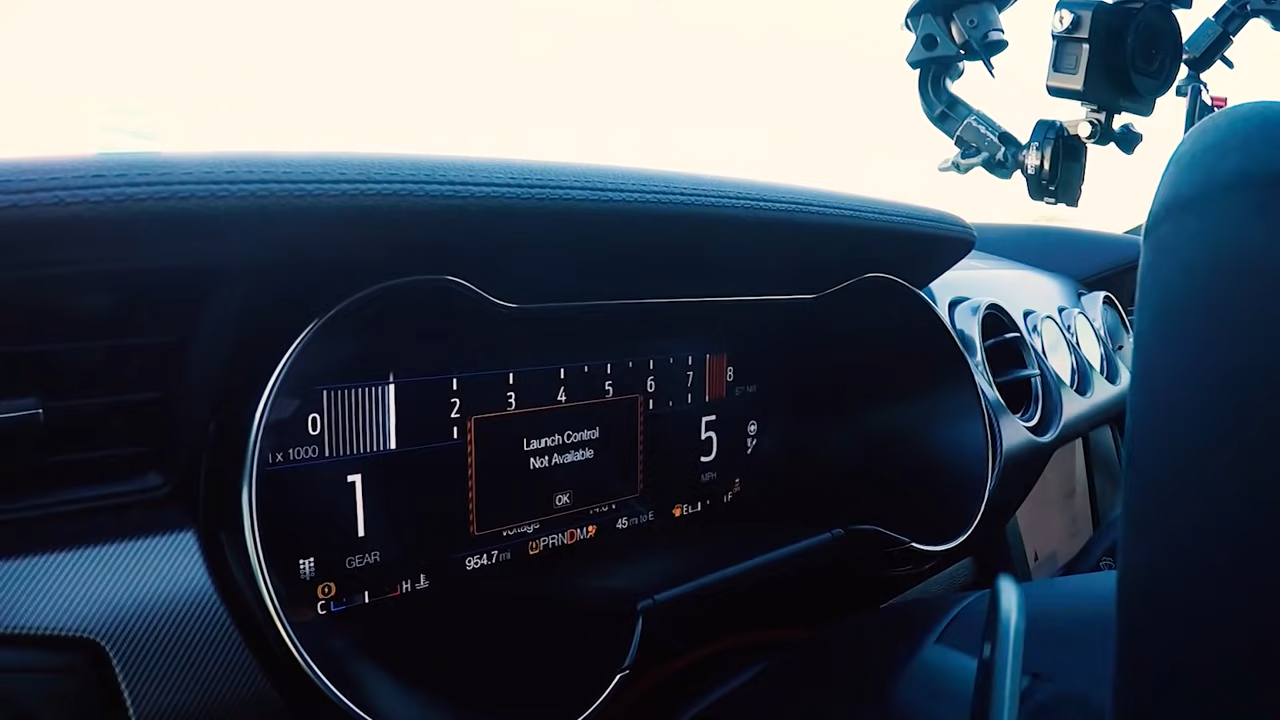 0 2 3 4 5 6 7 8
x 1000
Launch Control
Not Available
OK
1
GEAR
5
MPH
Voltage
954.7 mi
PRNDM
45 mi to E
E F
C H